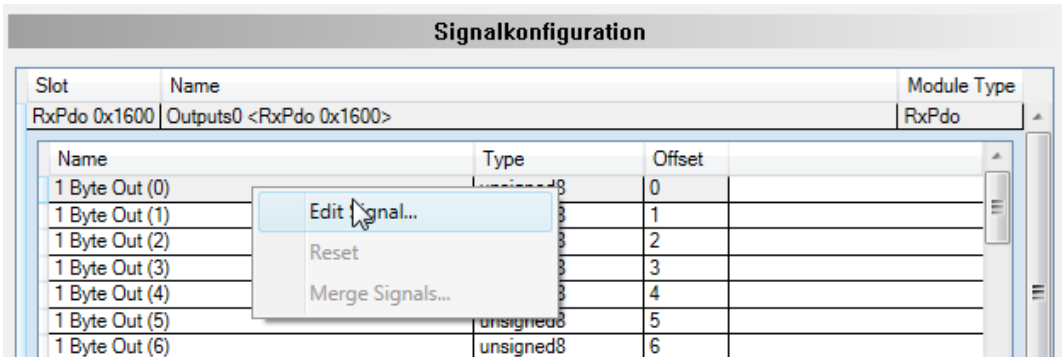 Signalkonfiguration
Slot Name Module Type
RxPdo 0x1600 Outputs0 <RxPdo 0x1600> RxPdo
Name Type Offset
1 Byte Out (0) unsigned8 0
1 Byte Out (1) 1
Edit Signal...
1 Byte Out (2) 2
Reset
1 Byte Out (3) 3
1 Byte Out (4) 4
Merge Signals...
1 Byte Out (5) unsigned8 5
1 Byte Out (6) unsigned8 6